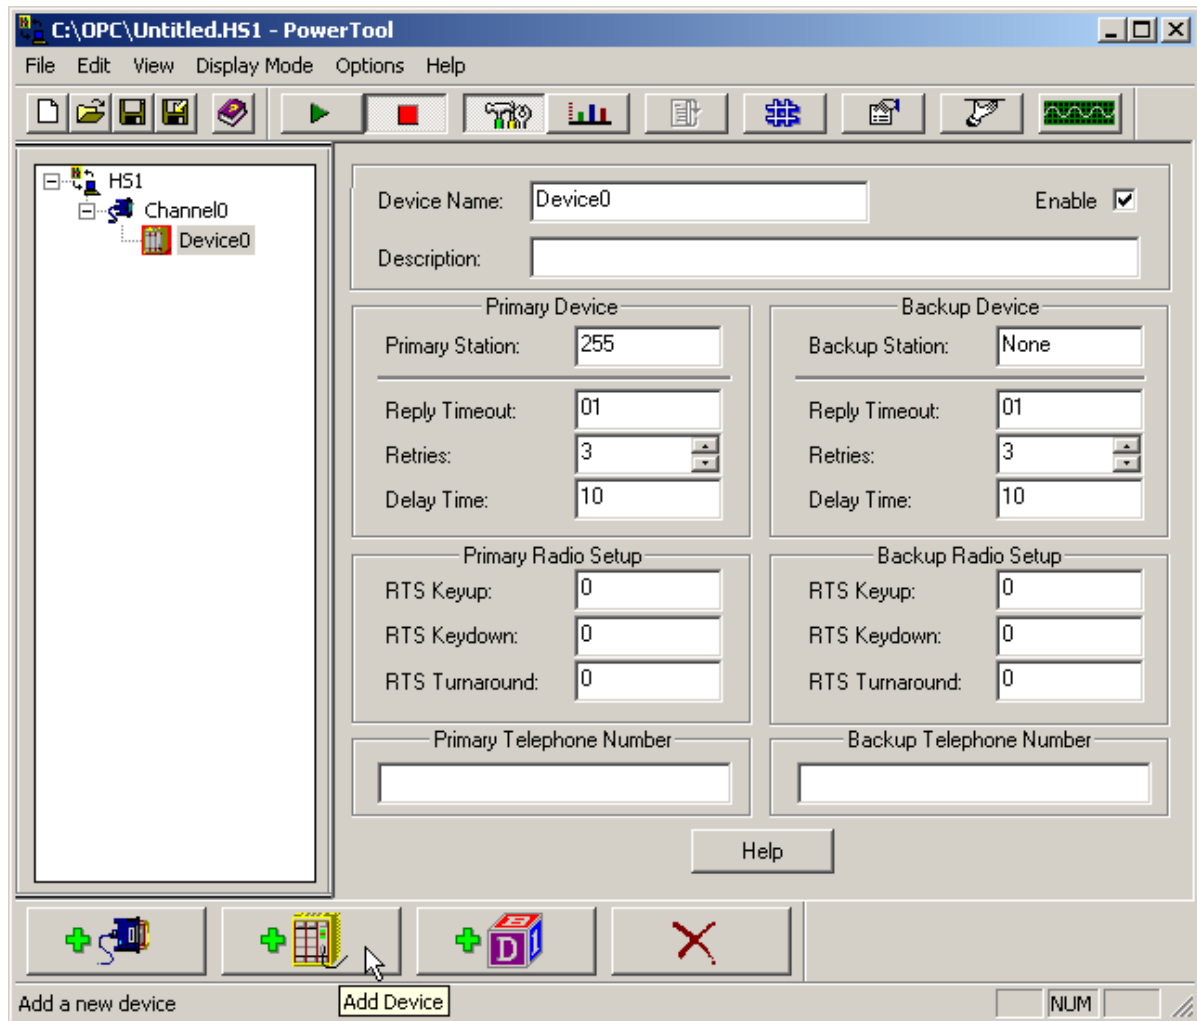 C:\OPC\Untitled.HS1 - PowerTool
File Edit View Display Mode Options Help
HS1
Channel0
Device0
Device Name: Device0 Enable
Description:
Primary Device
Primary Station: 255
Reply Timeout: 01
Retries: 3
Delay Time: 10
Backup Device
Backup Station: None
Reply Timeout: 01
Retries: 3
Delay Time: 10
Primary Radio Setup
RTS Keyup: 0
RTS Keydown: 0
RTS Turnaround: 0
Backup Radio Setup
RTS Keyup: 0
RTS Keydown: 0
RTS Turnaround: 0
Primary Telephone Number
Backup Telephone Number
Help
D
Add Device
Add a new device
NUM